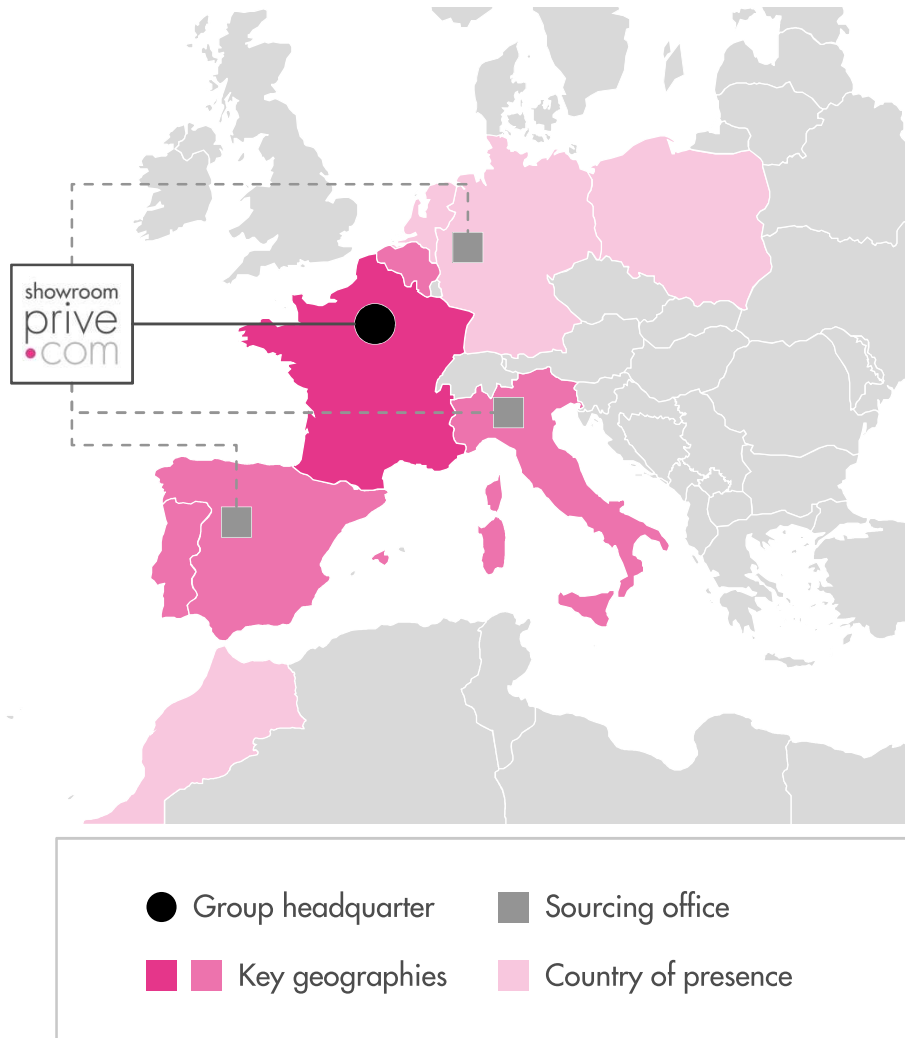 showroom
prive
.com
Group headquarter
Sourcing office
Key geographies
Country of presence